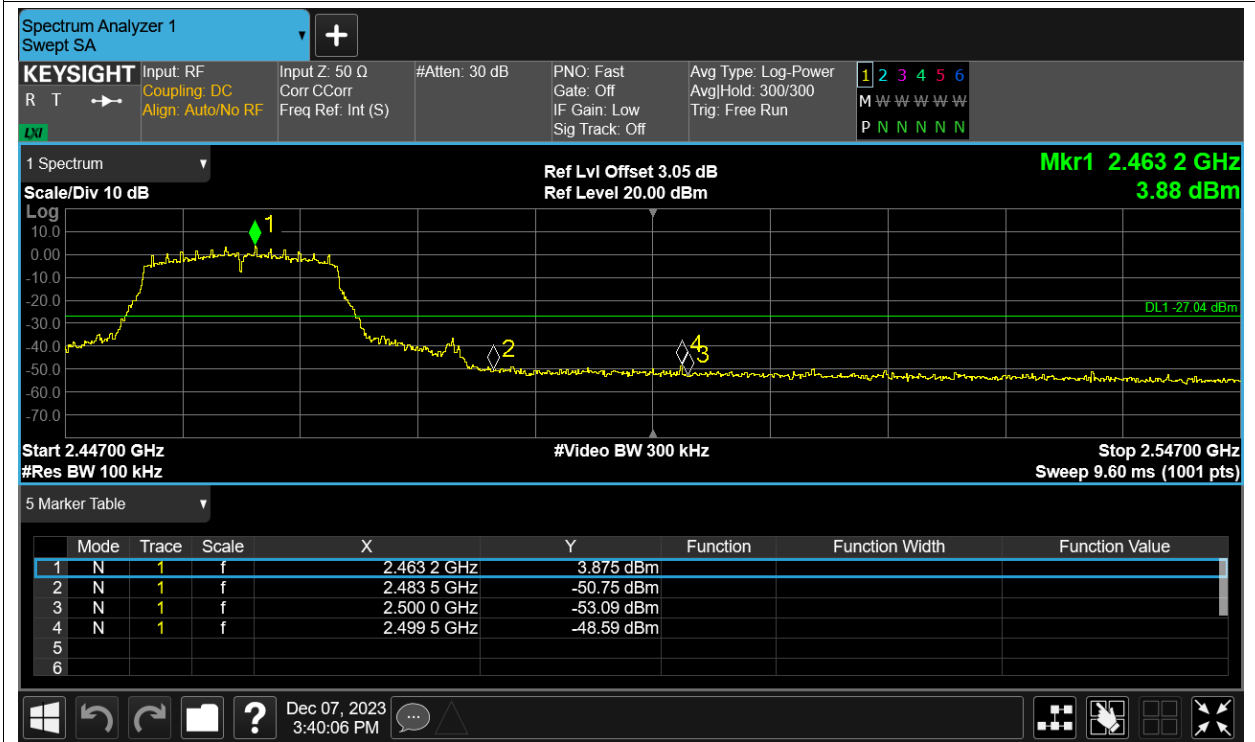 Spectrum Analyzer 1
Swept SA
+
KEYSIGHT
R T
LXI
Input: RF
Coupling: DC
Align: Auto/No RF
Input Z: 50 Ω
Corr CCorr
Freq Ref: Int (S)
#Atten: 30 dB
PNO: Fast
Gate: Off
IF Gain: Low
Sig Track: Off
Avg Type: Log-Power
Avg|Hold: 300/300
Trig: Free Run
1 2 3 4 5 6
M W W W W W
P N N N N N
1 Spectrum
Scale/Div 10 dB
Ref Lvl Offset 3.05 dB
Ref Level 20.00 dBm
Mkr1 2.463 2 GHz
3.88 dBm
Log
10.0
0.00
-10.0
-20.0
-30.0
-40.0
-50.0
-60.0
-70.0
1
2
4
3
DL1 -27.04 dBm
Start 2.44700 GHz
#Video BW 300 kHz
Stop 2.54700 GHz
#Res BW 100 kHz
Sweep 9.60 ms (1001 pts)
5 Marker Table
Mode Trace Scale X Y Function Function Width Function Value
1 N 1 f 2.463 2 GHz 3.875 dBm
2 N 1 f 2.483 5 GHz -50.75 dBm
3 N 1 f 2.500 0 GHz -53.09 dBm
4 N 1 f 2.499 5 GHz -48.59 dBm
5
6
?
Dec 07, 2023
3:40:06 PM